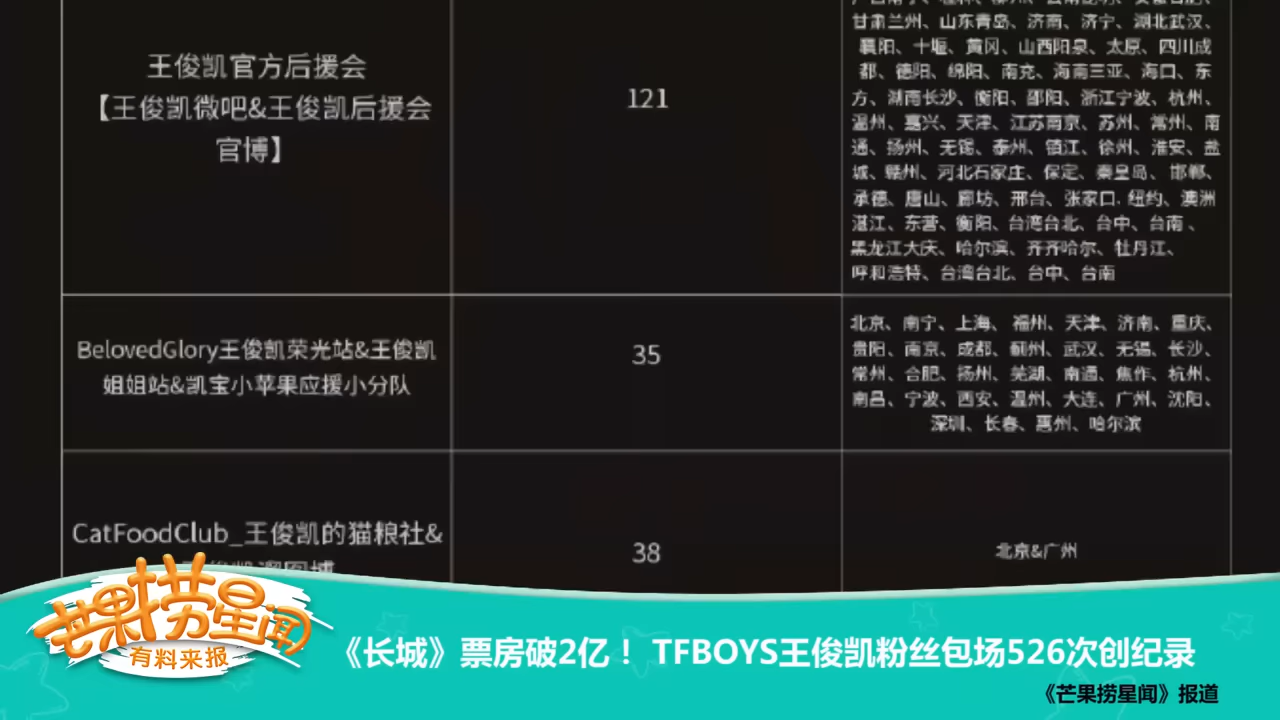 王俊凯官方后援会
【王俊凯微吧&王俊凯后援会
官博】
121
甘肃兰州、山东青岛、济南、济宁、湖北武汉、
襄阳、十堰、黄冈、山西阳泉、太原、四川成
都、德阳、绵阳、南充、海南三亚、海口、东
方、湖南长沙、衡阳、邵阳、浙江宁波、杭州、
温州、嘉兴、天津、江苏南京、苏州、常州、南
通、扬州、无锡、泰州、镇江、徐州、淮安、盐
城、赣州、河北石家庄、保定、秦皇岛、邯郸、
承德、唐山、廊坊、邢台、张家口. 纽约、澳洲
湛江、东营、衡阳、台湾台北、台中、台南 、
黑龙江大庆、哈尔滨、齐齐哈尔、牡丹江、
呼和浩特、台湾台北、台中、台南
BelovedGlory王俊凯荣光站&王俊凯
姐姐站&凯宝小苹果应援小分队
35
北京、南宁、上海、福州、天津、济南、重庆、
贵阳、南京、成都、蓟州、武汉、无锡、长沙、
常州、合肥、扬州、芜湖、南通、焦作、杭州、
南昌、宁波、西安、温州、大连、广州、沈阳、
深圳、长春、惠州、哈尔滨
CatFoodClub_王俊凯的猫粮社&
38
北京&广州
芒果捞星闻
有料来报
《长城》票房破2亿！ TFBOYS王俊凯粉丝包场526次创纪录
《芒果捞星闻》报道